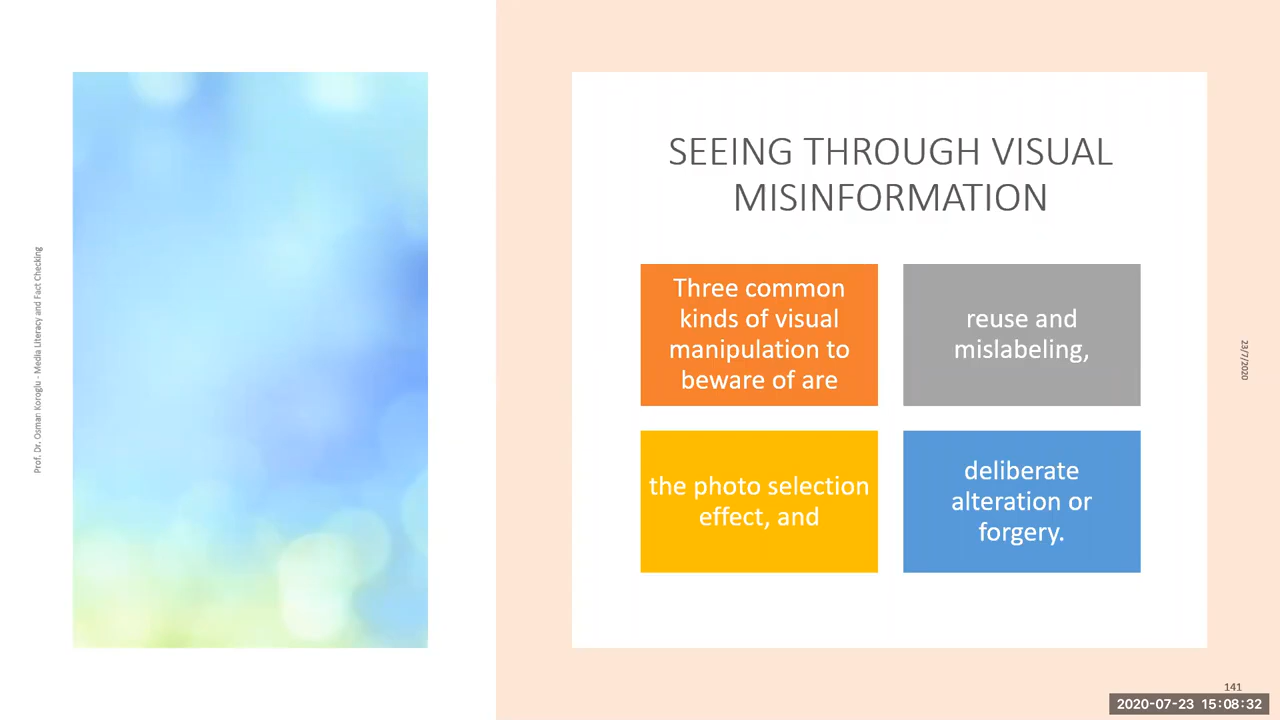 Prof. Dr. Osman Koroglu - Media Literacy and Fact Checking
SEEING THROUGH VISUAL
MISINFORMATION
Three common
kinds of visual
manipulation to
beware of are
reuse and
mislabeling,
the photo selection
effect, and
deliberate
alteration or
forgery.
23/7/2020
141
2020-07-23 15:08:32